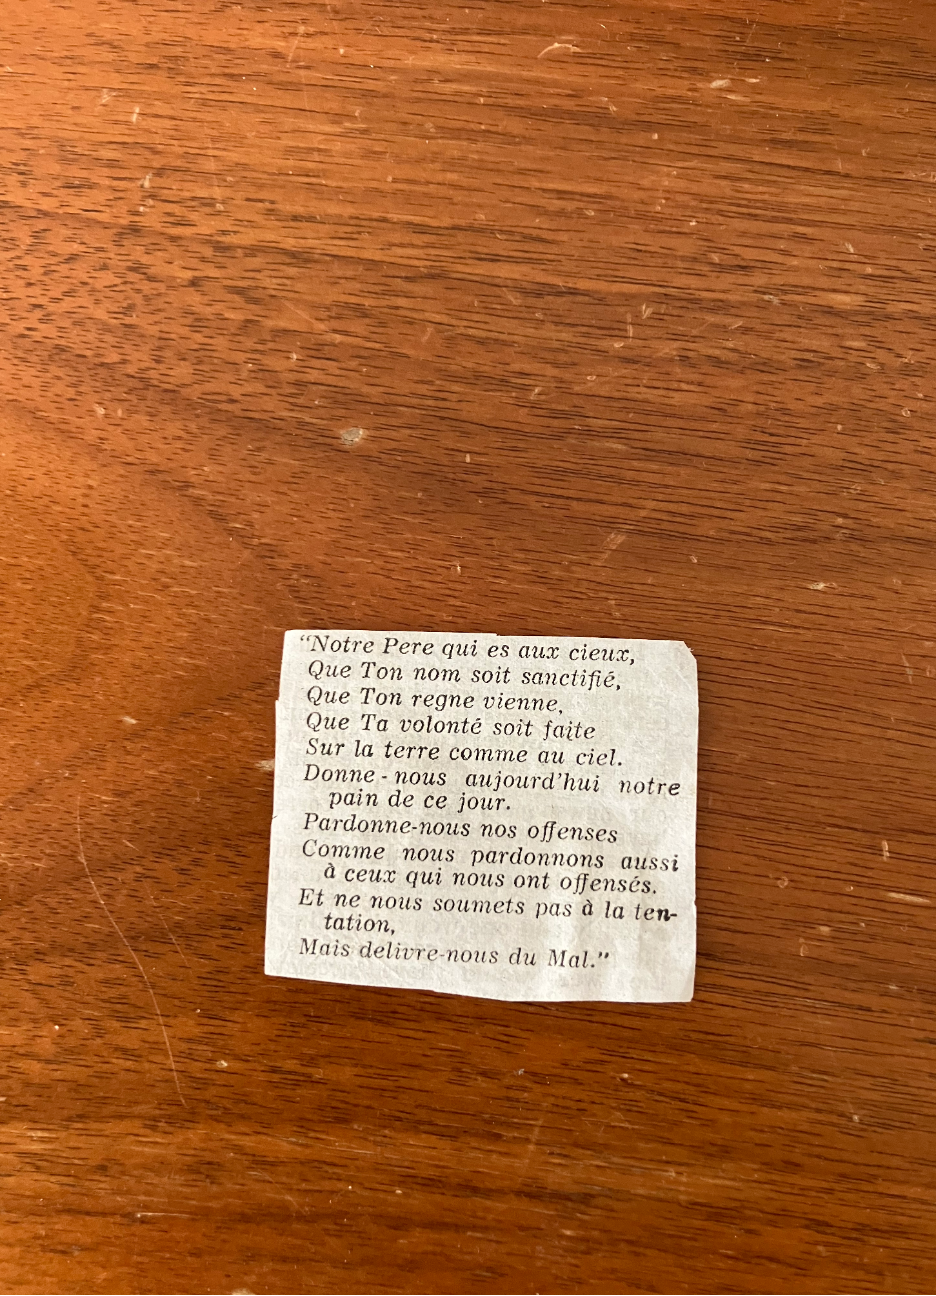 “Notre Pere qui es aux cieux,
Que Ton nom soit sanctifié,
Que Ton regne vienne,
Que Ta volonté soit faite
Sur la terre comme au ciel.
Donne - nous aujourd'hui notre
pain de ce jour.
Pardonne-nous nos offenses
Comme nous pardonnons aussi
à ceux qui nous ont offensés.
Et ne nous soumets pas à la ten-
tation,
Mais delivre-nous du Mal.”